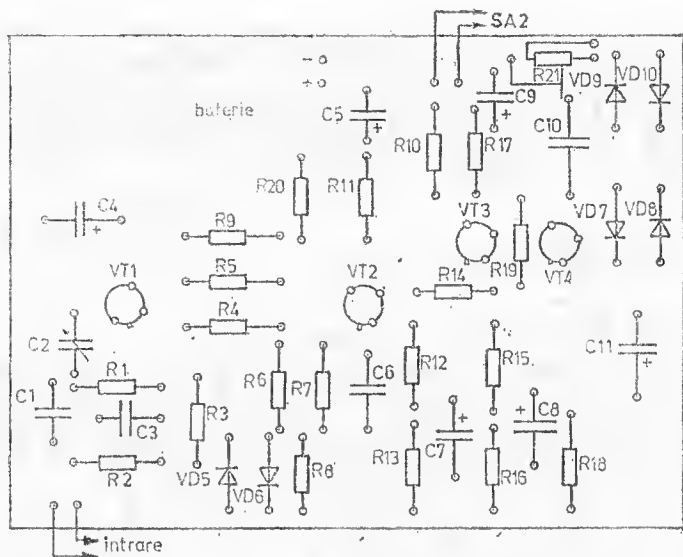 SA2
-
+
baterie
C5
C9
R21
VD9
VD10
R10
R17
C10
R20
R11
C4
R9
VT3
R19
VD7
VD8
VT4
VT1
R5
VT2
R14
R4
C2
R1
R6
R7
C6
R12
R15
C11
C1
C3
R3
C7
C8
R2
VD5
VD6
R8
R13
R16
R18
intrare